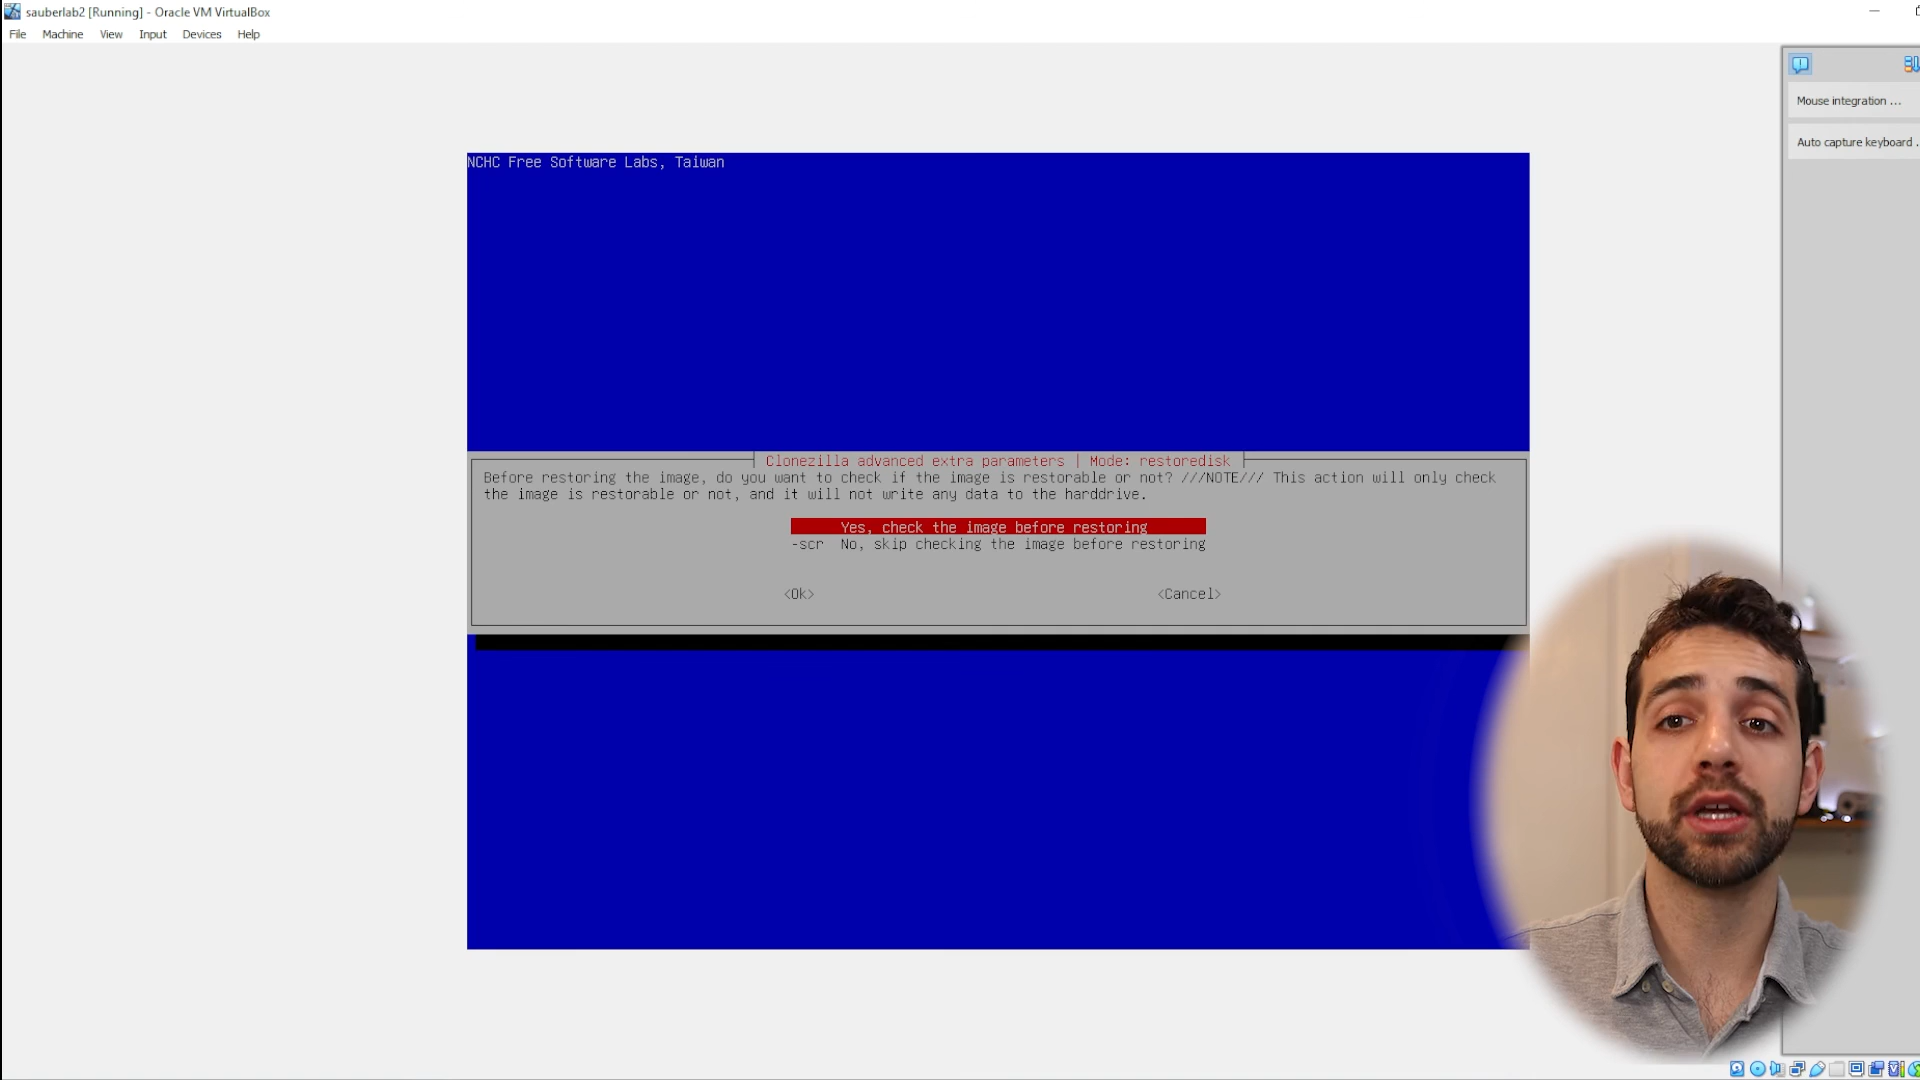 sauberlab2 [Running] - Oracle VM VirtualBox
File Machine View Input Devices Help
Mouse integration ...
Auto capture keyboard .
NCHC Free Software Labs, Taiwan
Clonezilla advanced extra parameters | Mode: restoredisk
Before restoring the image, do you want to check if the image is restorable or not? ///NOTE/// This action will only check
the image is restorable or not, and it will not write any data to the harddrive.
Yes, check the image before restoring
-scr No, skip checking the image before restoring
<Ok> <Cancel>